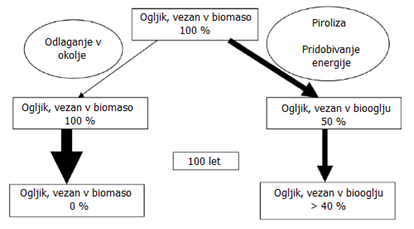 Ogljik, vezan v biomaso
100 %
Odlaganje v
okolje
Piroliza
Pridobivanje
energije
Ogljik, vezan v biomaso
100 %
Ogljik, vezan v biooglju
50 %
100 let
Ogljik, vezan v biomaso
0 %
Ogljik, vezan v biooglju
> 40 %